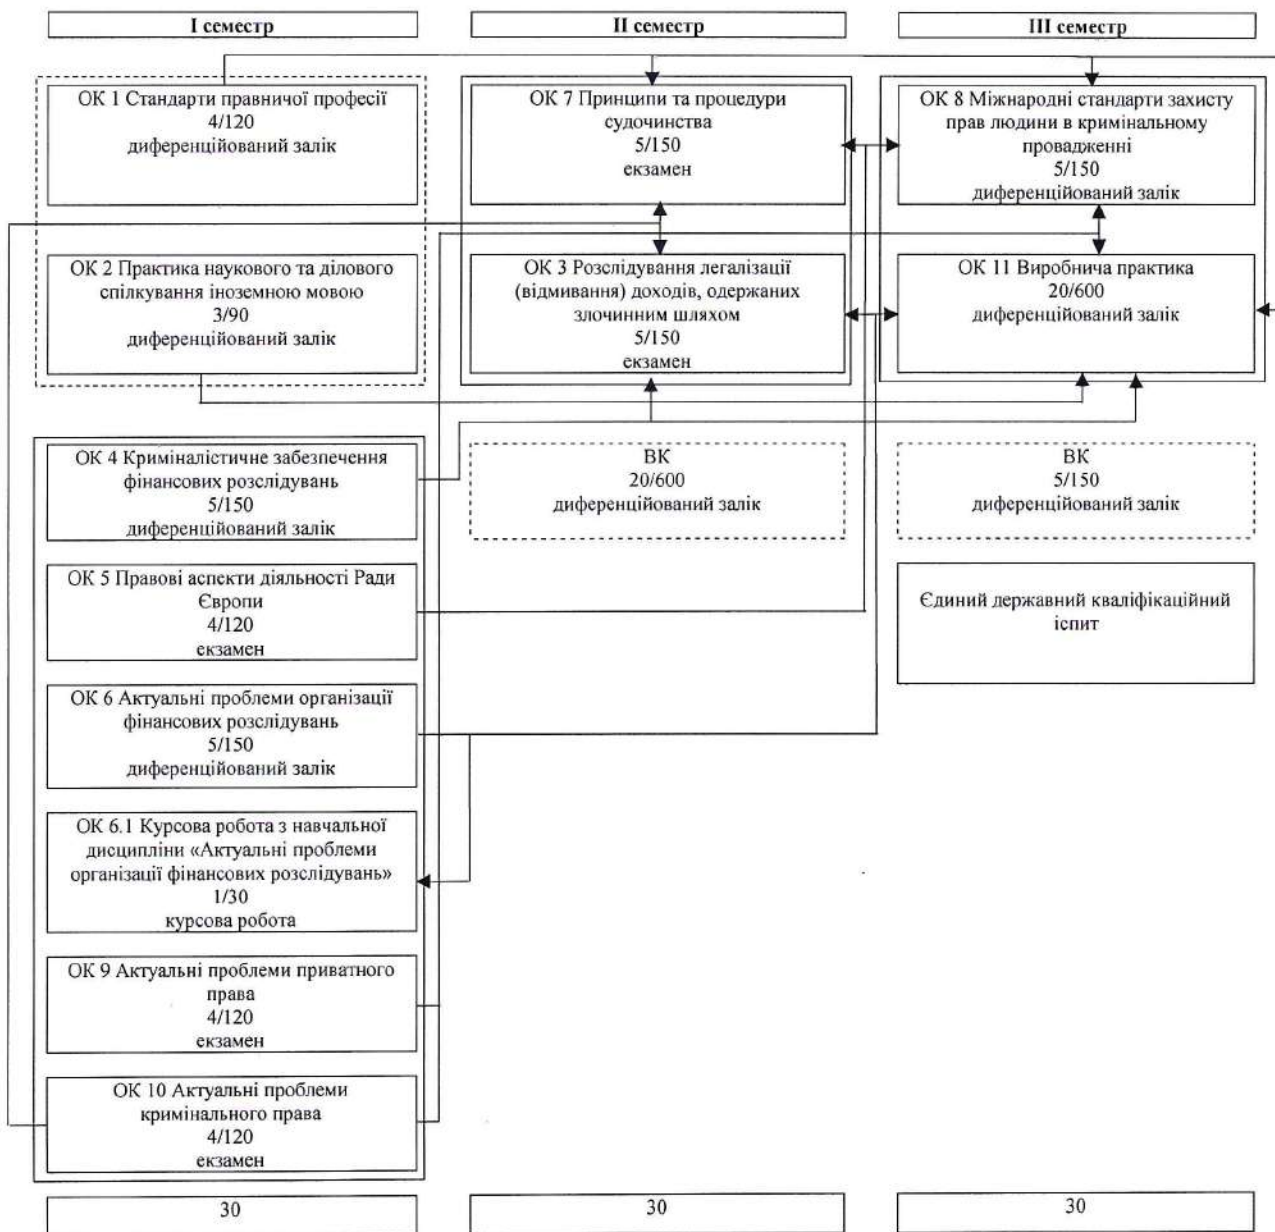 I семестр
II семестр
III семестр
ОК 1 Стандарти правничої професії
4/120
диференційований залік
ОК 2 Практика наукового та ділового
спілкування іноземною мовою
3/90
диференційований залік
ОК 4 Криміналістичне забезпечення
фінансових розслідувань
5/150
диференційований залік
ОК 5 Правові аспекти діяльності Ради
Європи
4/120
екзамен
ОК 6 Актуальні проблеми організації
фінансових розслідувань
5/150
диференційований залік
ОК 6.1 Курсова робота з навчальної
дисципліни «Актуальні проблеми
організації фінансових розслідувань»
1/30
курсова робота
ОК 9 Актуальні проблеми приватного
права
4/120
екзамен
ОК 10 Актуальні проблеми
кримінального права
4/120
екзамен
30
ОК 7 Принципи та процедури
судочинства
5/150
екзамен
ОК 3 Розслідування легалізації
(відмивання) доходів, одержаних
злочинним шляхом
5/150
екзамен
ВК
20/600
диференційований залік
30
ОК 8 Міжнародні стандарти захисту
прав людини в кримінальному
провадженні
5/150
диференційований залік
ОК 11 Виробнича практика
20/600
диференційований залік
ВК
5/150
диференційований залік
Єдиний державний кваліфікаційний
іспит
30